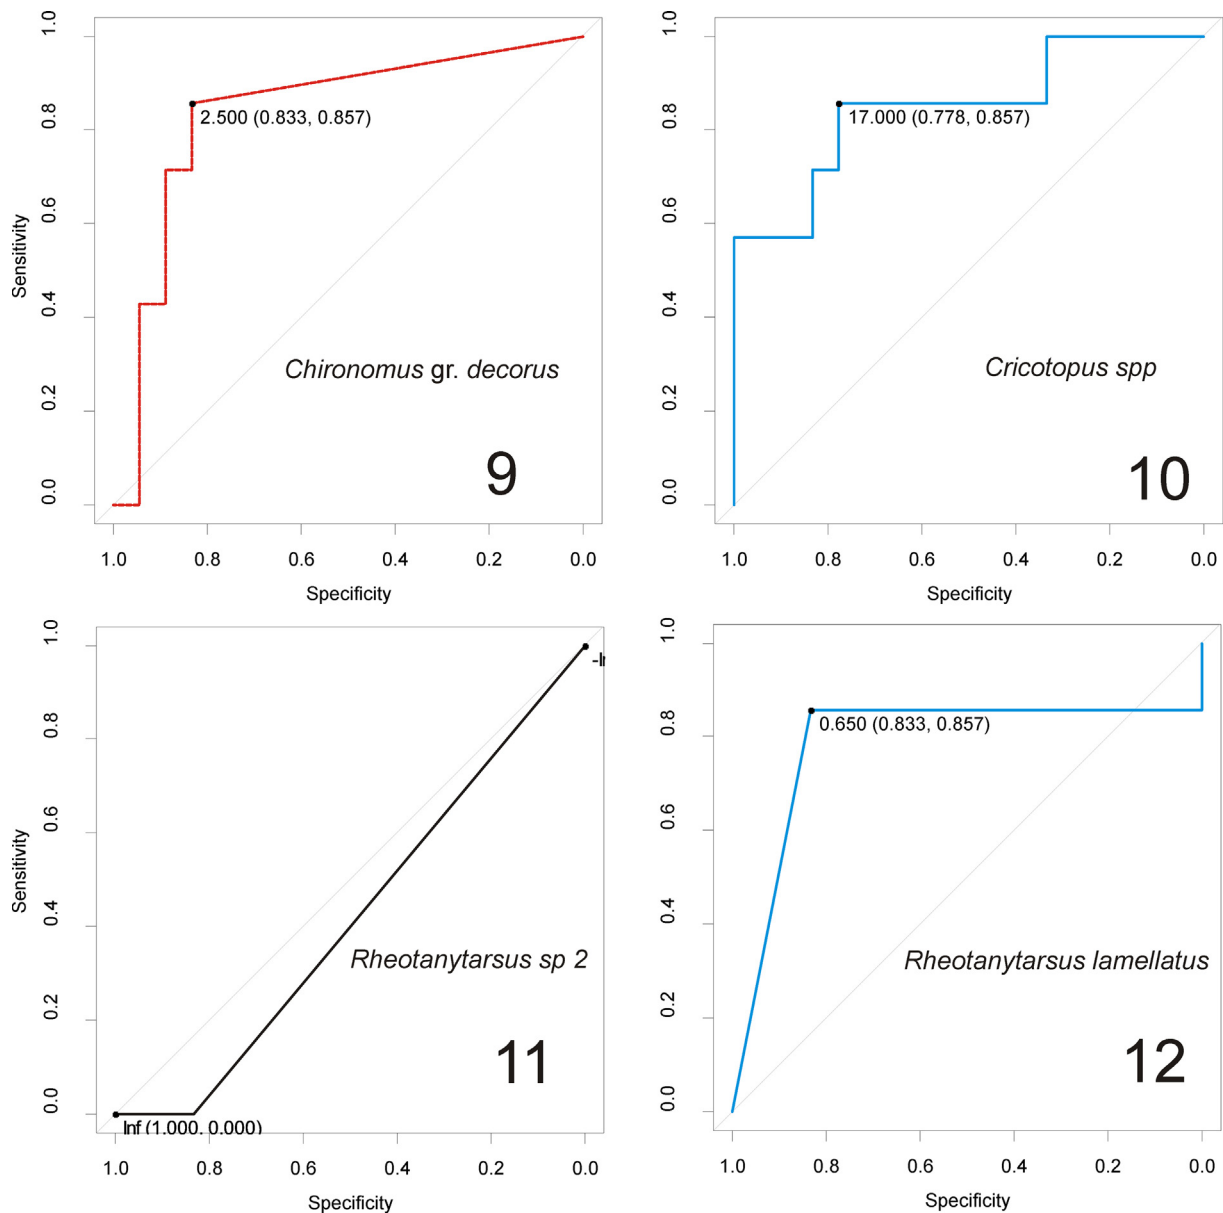 1.0
0.8
0.6
0.4
0.2
0.0
Sensitivity
2.500 (0.833, 0.857)
Chironomus gr. decorus
9
1.0 0.8 0.6 0.4 0.2 0.0
Specificity
1.0
0.8
0.6
0.4
0.2
0.0
17.000 (0.778, 0.857)
Cricotopus spp
10
1.0 0.8 0.6 0.4 0.2 0.0
Specificity
1.0
0.8
0.6
0.4
0.2
0.0
Sensitivity
Rheotanytarsus sp 2
11
Inf (1.000, 0.000)
1.0 0.8 0.6 0.4 0.2 0.0
Specificity
1.0
0.8
0.6
0.4
0.2
0.0
0.650 (0.833, 0.857)
Rheotanytarsus lamellatus
12
1.0 0.8 0.6 0.4 0.2 0.0
Specificity